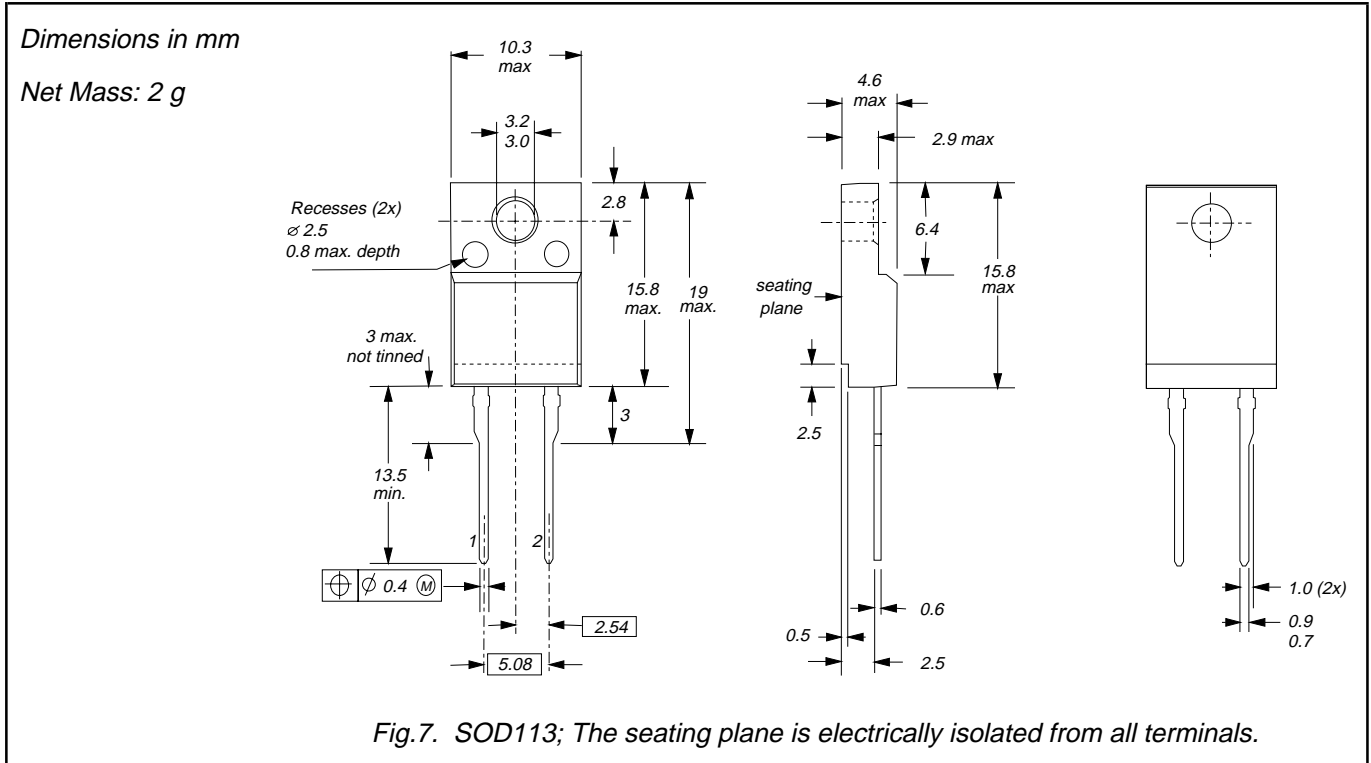 Dimensions in mm
Net Mass: 2 g
10.3
max
3.2
3.0
Recesses (2x)
⌀ 2.5
0.8 max. depth
2.8
15.8
max.
19
max.
3 max.
not tinned
3
13.5
min.
1
2
⌀ 0.4 Ⓜ
2.54
5.08
4.6
max
2.9 max
6.4
15.8
max
seating
plane
2.5
0.6
0.5
2.5
1.0 (2x)
0.9
0.7
Fig.7. SOD113; The seating plane is electrically isolated from all terminals.